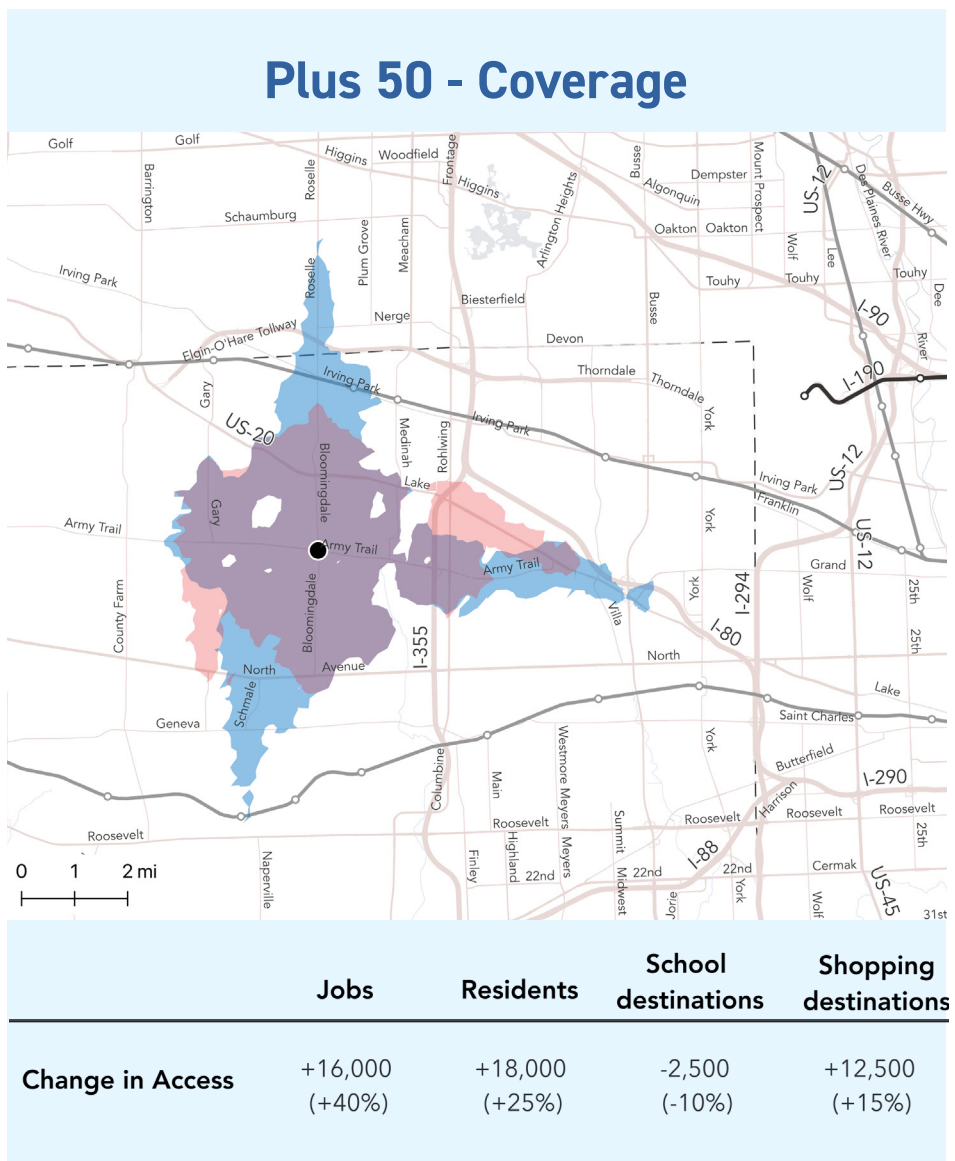 Plus 50 - Coverage
Golf
Golf
Higgins
Woodfield
Frontage
Higgins
Barrington
Roselle
Schaumburg
Plum Grove
Meacham
Arlington Heights
Busse
Algonquin
Dempster
Mount Prospect
US-12
Des Plaines River
Busse Hwy
Oakton
Oakton
Wolf
Lee
Irving Park
Roselle
Biesterfield
Busse
Touhy
Touhy
Touhy
Dee
Nerge
Elgin-O'Hare Tollway
Devon
I-90
River
Gary
Irving Park
Thorndale
Thorndale
I-190
US-20
Irving Park
York
Bloomingdale
Medinah
Rohlwing
US-12
Lake
Irving Park
Franklin
Gary
Army Trail
Army Trail
York
US-12
Army Trail
Grand
County Farm
Bloomingdale
Villa
York
I-294
Wolf
25th
I-355
I-80
25th
North
Avenue
North
Schmale
Lake
Geneva
Saint Charles
York
Westmore Meyers
Butterfield
Columbine
Main
I-290
Harrison
Roosevelt
Roosevelt
Summit
Roosevelt
Roosevelt
Roosevelt
25th
Highland
Meyers
I-88
0 1 2 mi
Naperville
Finley
22nd
Midwest
22nd
Jorie
22nd
York
Cermak
Wolf
US-45
31st
Jobs
Residents
School
destinations
Shopping
destinations
Change in Access
+16,000
(+40%)
+18,000
(+25%)
-2,500
(-10%)
+12,500
(+15%)